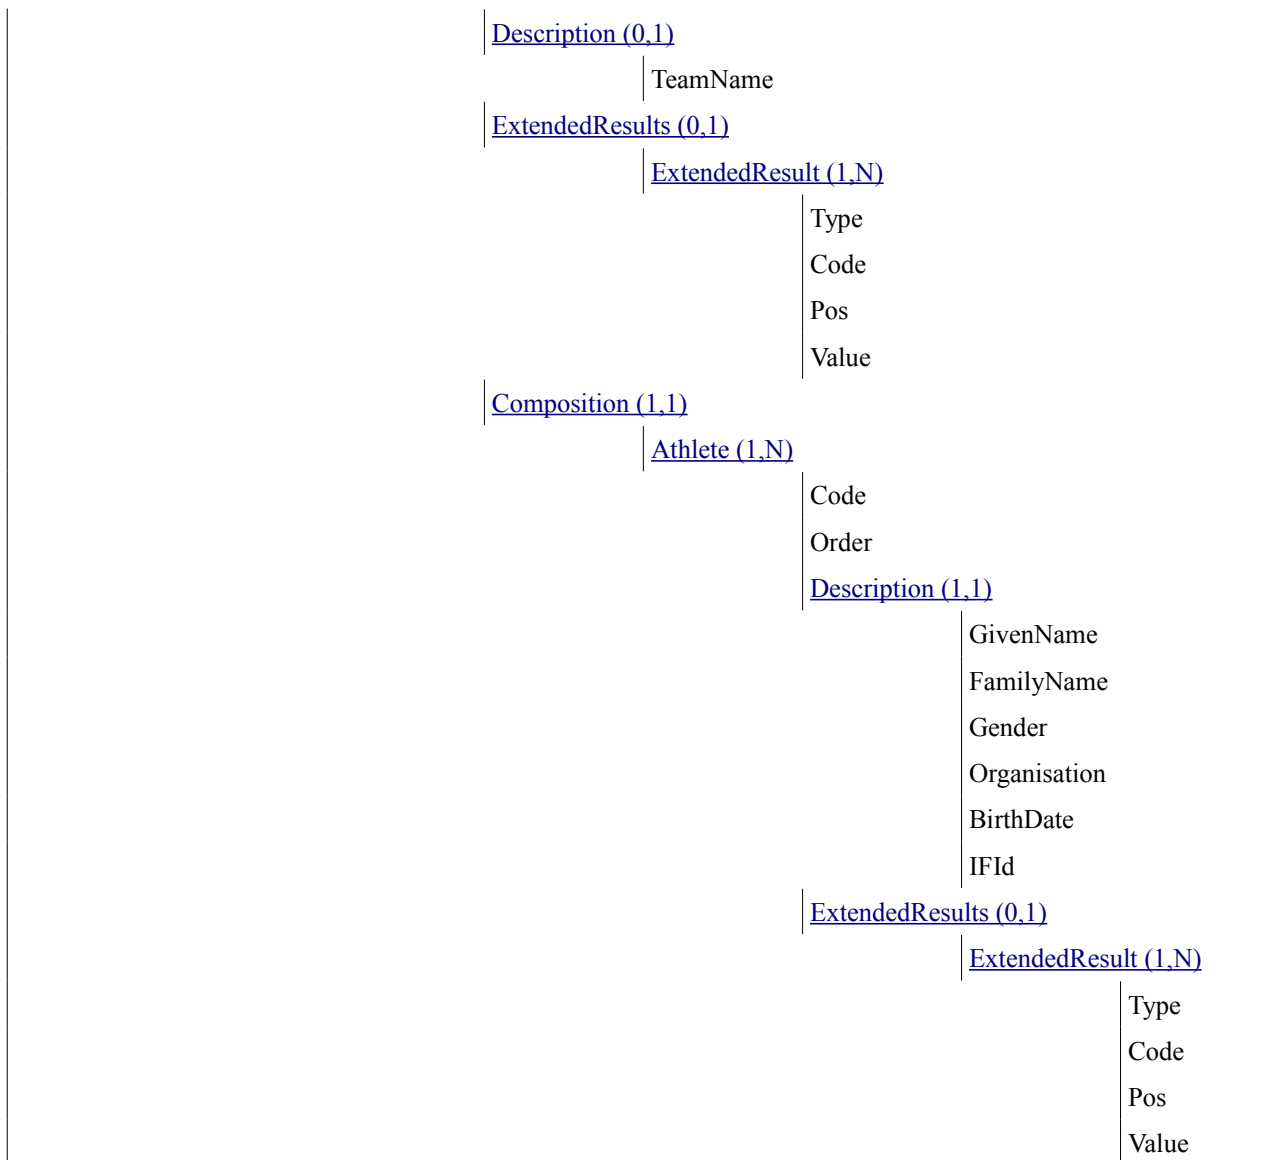 Description (0,1)
TeamName
ExtendedResults (0,1)
ExtendedResult (1,N)
Type
Code
Pos
Value
Composition (1,1)
Athlete (1,N)
Code
Order
Description (1,1)
GivenName
FamilyName
Gender
Organisation
BirthDate
IFId
ExtendedResults (0,1)
ExtendedResult (1,N)
Type
Code
Pos
Value